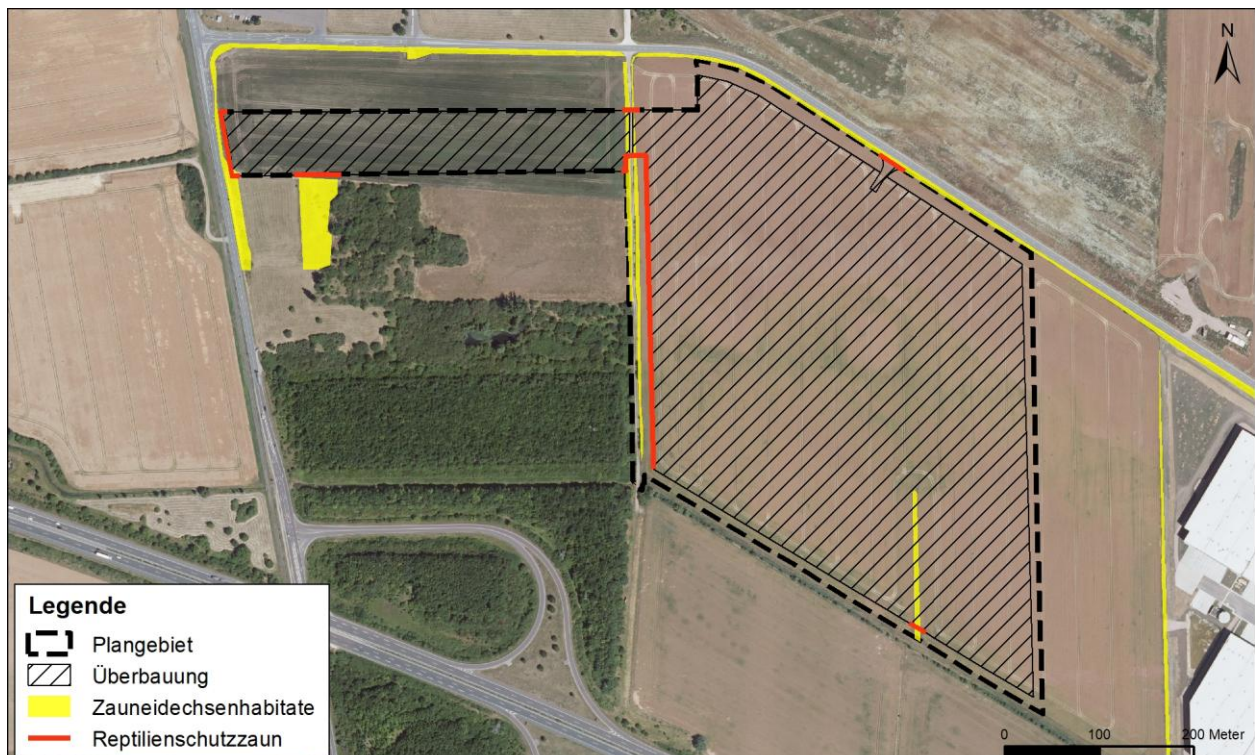 N
Legende
Plangebiet
Überbauung
Zauneidechsenhabitate
Reptilienschutzzaun
0 100 200 Meter